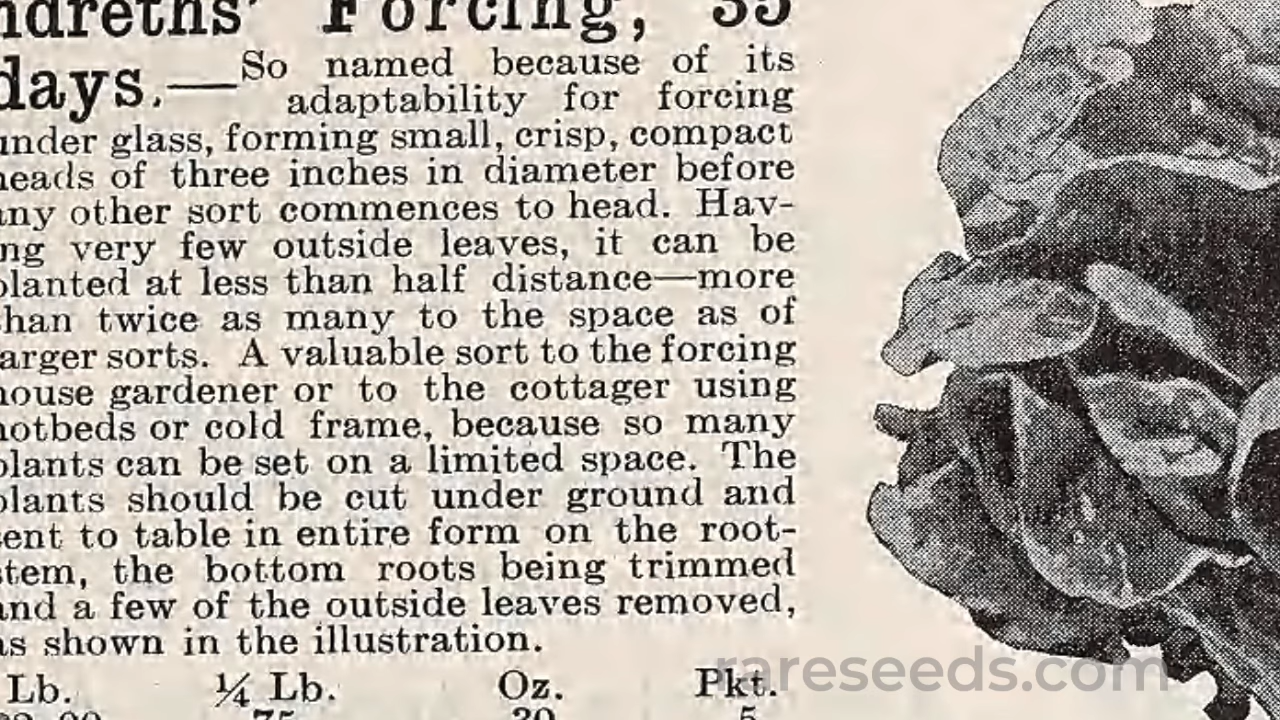 ndreths' Forcing, 35
days.—So named because of its
adaptability for forcing
under glass, forming small, crisp, compact
heads of three inches in diameter before
any other sort commences to head. Hav-
ing very few outside leaves, it can be
planted at less than half distance—more
than twice as many to the space as of
larger sorts. A valuable sort to the forcing
house gardener or to the cottager using
hotbeds or cold frame, because so many
plants can be set on a limited space. The
plants should be cut under ground and
sent to table in entire form on the root-
stem, the bottom roots being trimmed
and a few of the outside leaves removed,
as shown in the illustration.
Lb. ¼ Lb. Oz. Pkt.
75 20 5
rareseeds.com